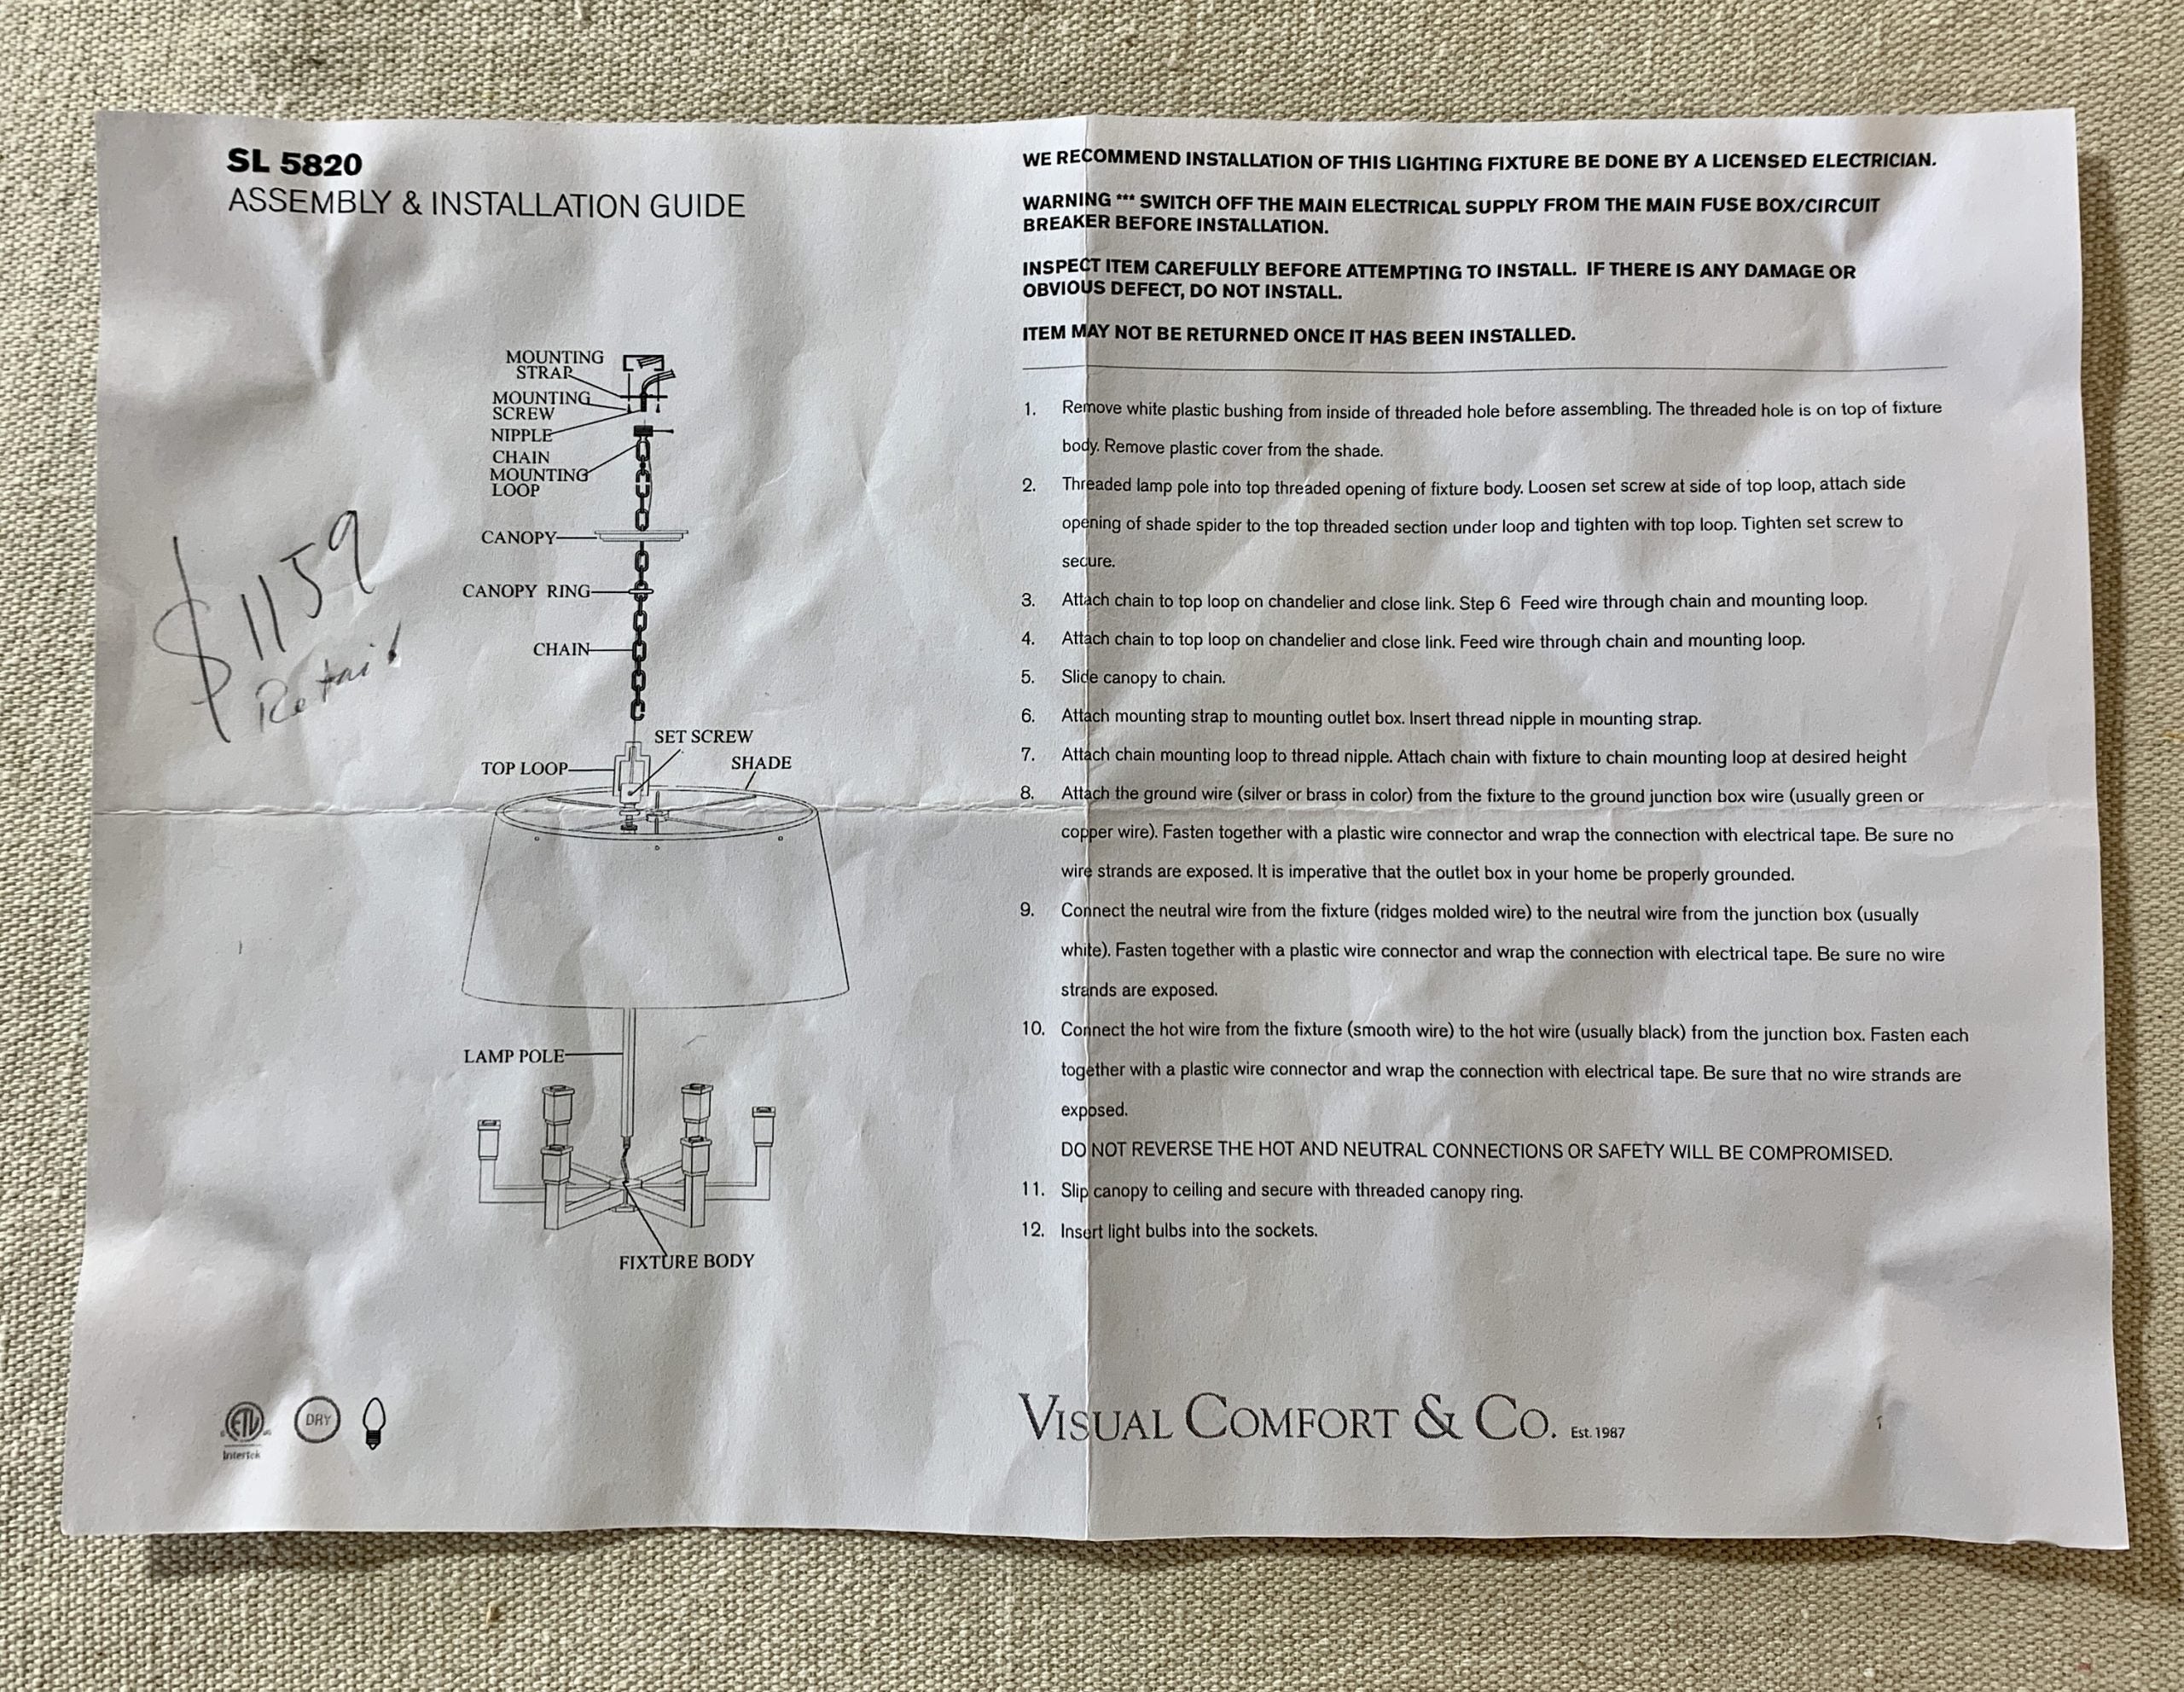 SL 5820
ASSEMBLY & INSTALLATION GUIDE
MOUNTING
STRAP
MOUNTING
SCREW
NIPPLE
CHAIN
MOUNTING
LOOP
CANOPY
CANOPY RING
CHAIN
SET SCREW
TOP LOOP
SHADE
LAMP POLE
FIXTURE BODY
$1159
Retail
ETL
Intertek
DRY
WE RECOMMEND INSTALLATION OF THIS LIGHTING FIXTURE BE DONE BY A LICENSED ELECTRICIAN.
WARNING *** SWITCH OFF THE MAIN ELECTRICAL SUPPLY FROM THE MAIN FUSE BOX/CIRCUIT
BREAKER BEFORE INSTALLATION.
INSPECT ITEM CAREFULLY BEFORE ATTEMPTING TO INSTALL. IF THERE IS ANY DAMAGE OR
OBVIOUS DEFECT, DO NOT INSTALL.
ITEM MAY NOT BE RETURNED ONCE IT HAS BEEN INSTALLED.
1. Remove white plastic bushing from inside of threaded hole before assembling. The threaded hole is on top of fixture
body. Remove plastic cover from the shade.
2. Threaded lamp pole into top threaded opening of fixture body. Loosen set screw at side of top loop, attach side
opening of shade spider to the top threaded section under loop and tighten with top loop. Tighten set screw to
secure.
3. Attach chain to top loop on chandelier and close link. Step 6 Feed wire through chain and mounting loop.
4. Attach chain to top loop on chandelier and close link. Feed wire through chain and mounting loop.
5. Slide canopy to chain.
6. Attach mounting strap to mounting outlet box. Insert thread nipple in mounting strap.
7. Attach chain mounting loop to thread nipple. Attach chain with fixture to chain mounting loop at desired height
8. Attach the ground wire (silver or brass in color) from the fixture to the ground junction box wire (usually green or
copper wire). Fasten together with a plastic wire connector and wrap the connection with electrical tape. Be sure no
wire strands are exposed. It is imperative that the outlet box in your home be properly grounded.
9. Connect the neutral wire from the fixture (ridges molded wire) to the neutral wire from the junction box (usually
white). Fasten together with a plastic wire connector and wrap the connection with electrical tape. Be sure no wire
strands are exposed.
10. Connect the hot wire from the fixture (smooth wire) to the hot wire (usually black) from the junction box. Fasten each
together with a plastic wire connector and wrap the connection with electrical tape. Be sure that no wire strands are
exposed.
DO NOT REVERSE THE HOT AND NEUTRAL CONNECTIONS OR SAFETY WILL BE COMPROMISED.
11. Slip canopy to ceiling and secure with threaded canopy ring.
12. Insert light bulbs into the sockets.
VISUAL COMFORT & CO. Est. 1987